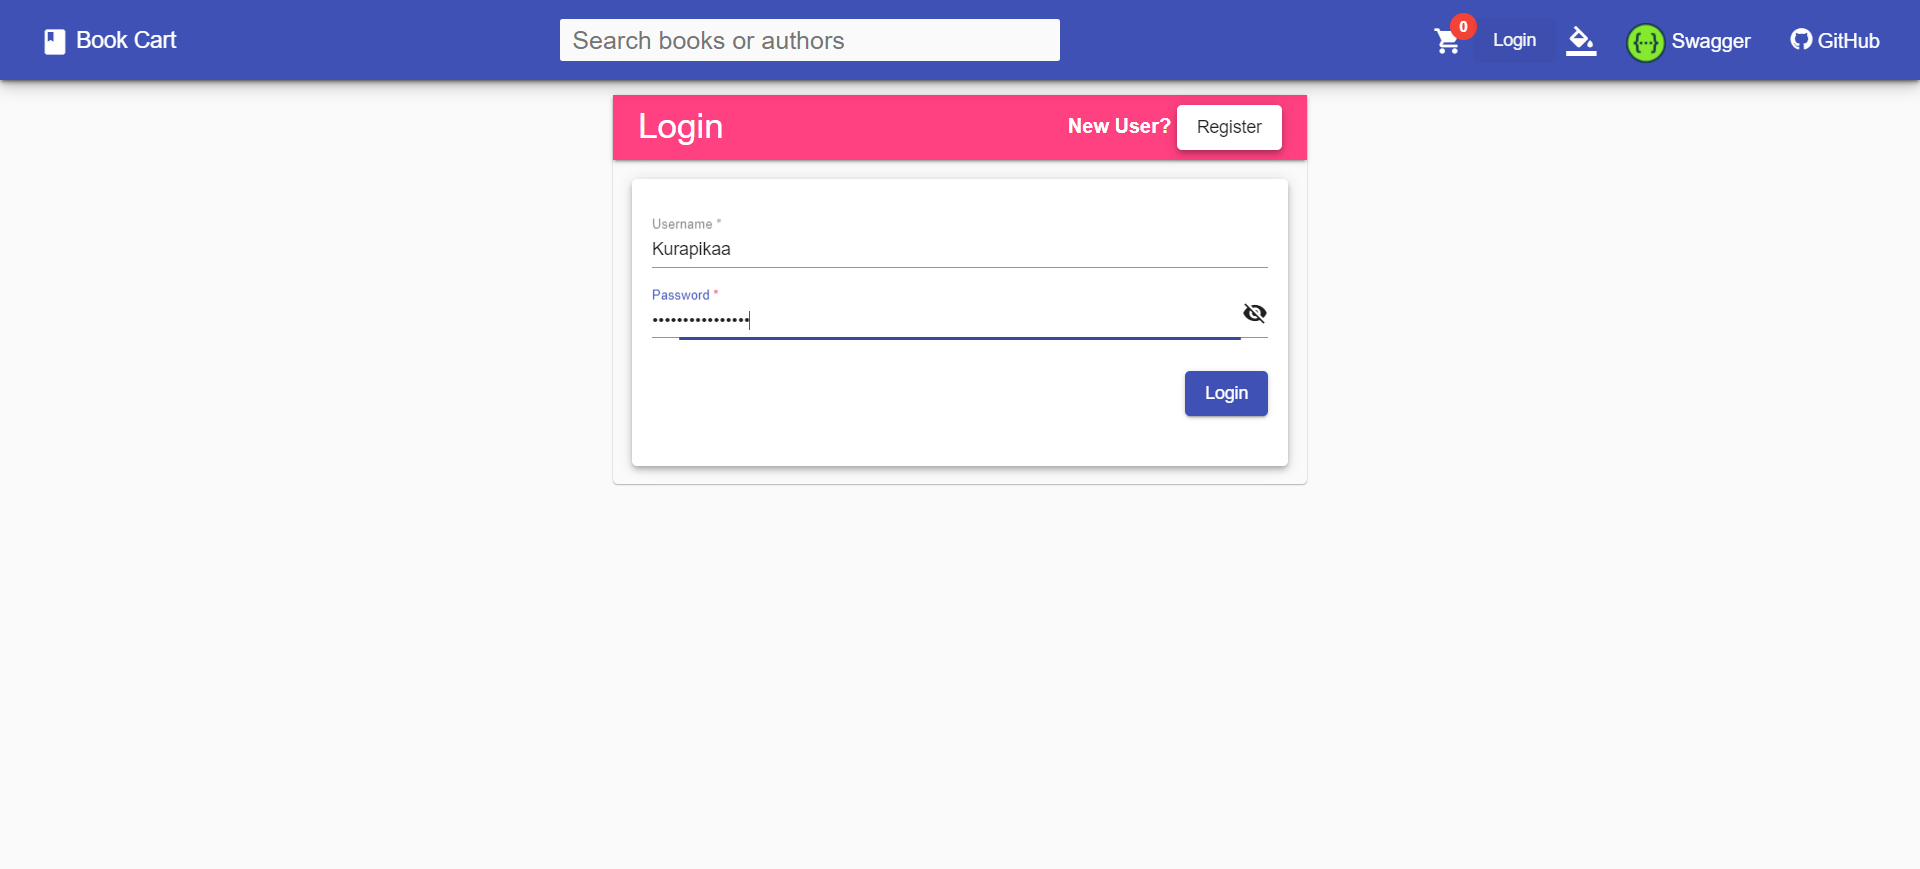 Book Cart
Search books or authors
0
Login
{...} Swagger
GitHub
Login
New User? Register
Username *
Kurapikaa
Password *
••••••••••••••••
Login